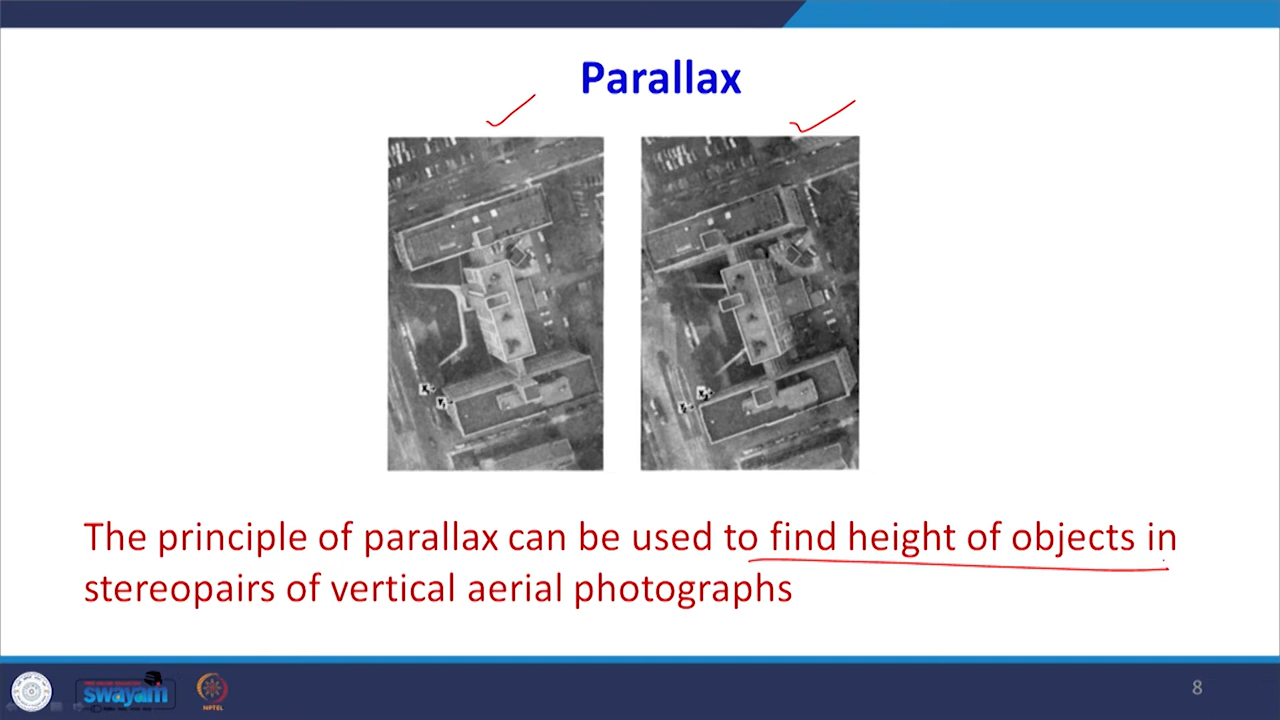 Parallax
The principle of parallax can be used to find height of objects in
stereopairs of vertical aerial photographs
swayam
NPTEL
8